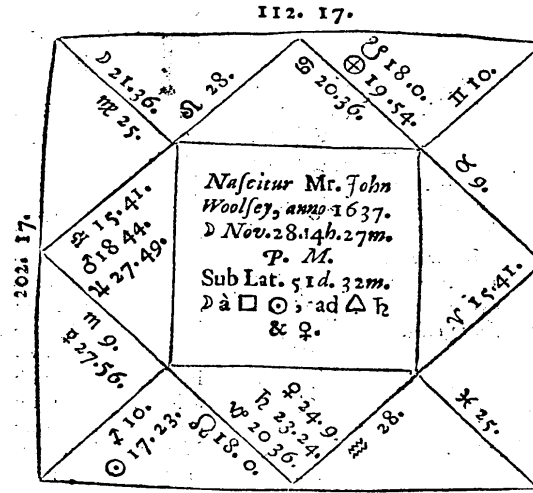 112. 17.
☽ 21.36.
♍ 25.
♌ 28.
♋ 20.36.
☋ 18.0.
⊕ 19.54.
♊ 10.
♉ 9.
♎ 15.41.
♂ 18 44.
♃ 27.49.
202. 17.
Naſcitur Mr. John
Woolſey, anno 1637.
☽ Nov.28.14h.27m.
P. M.
Sub Lat. 51d. 32m.
☽ à □ ☉, ad △ ♄
& ♀.
♈ 15.41.
♏ 9.
☿ 27.56.
♐ 10.
☉ 17.23.
☊ 18.0.
♀ 24.9.
♄ 23.24.
♑ 20 36.
♒ 28.
♓ 25.